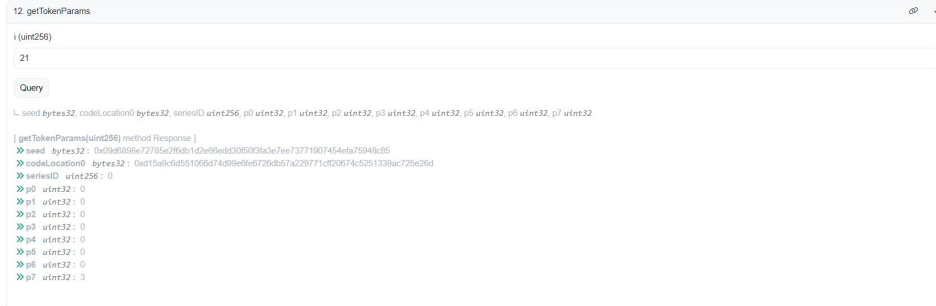 12. getTokenParams
i (uint256)
21
Query
seed bytes32, codeLocation0 bytes32, seriesID uint256, p0 uint32, p1 uint32, p2 uint32, p3 uint32, p4 uint32, p5 uint32, p6 uint32, p7 uint32
[ getTokenParams(uint256) method Response ]
seed bytes32 : 0x09d6898e72785e2f6db1d2e66edd30f50f3fa3e7ee73771907454efa75948c85
codeLocation0 bytes32 : 0xd15a9c6d551066d74d99e6fe6726db57a229771cff20674c5251339ac725e26d
seriesID uint256 : 0
p0 uint32 : 0
p1 uint32 : 0
p2 uint32 : 0
p3 uint32 : 0
p4 uint32 : 0
p5 uint32 : 0
p6 uint32 : 0
p7 uint32 : 3